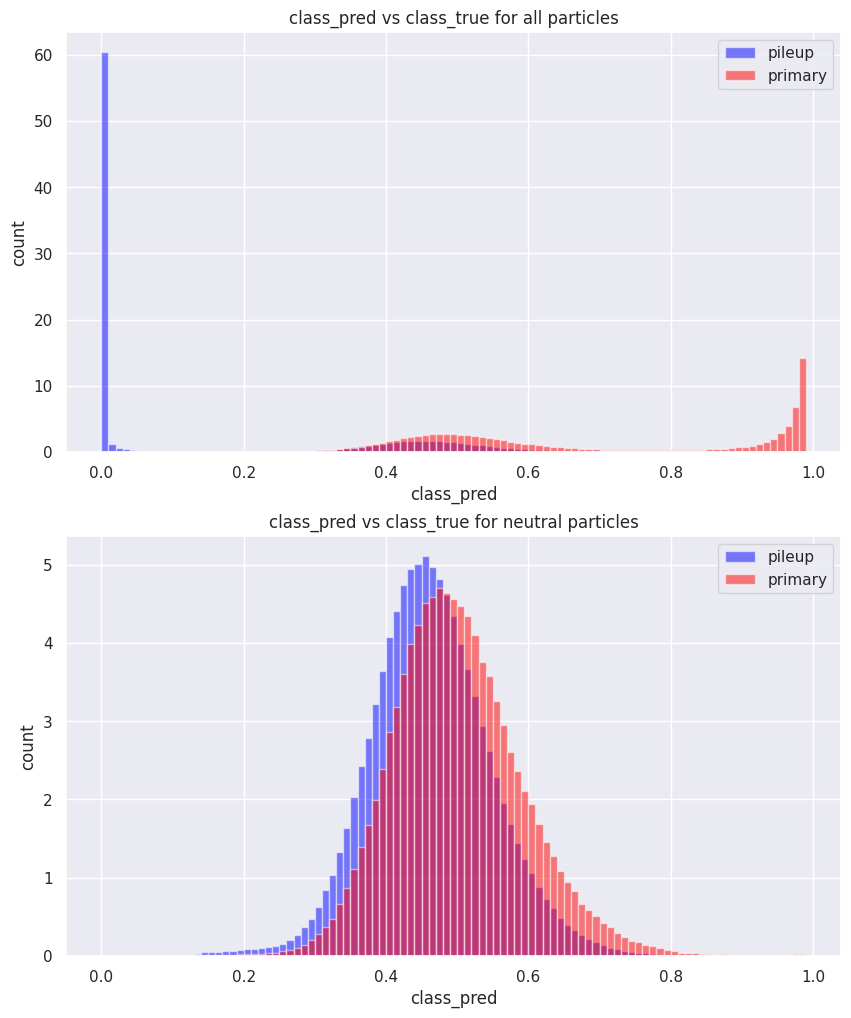 class_pred vs class_true for all particles
pileup
primary
60
50
40
30
20
10
0
count
0.0 0.2 0.4 0.6 0.8 1.0
class_pred
class_pred vs class_true for neutral particles
pileup
primary
5
4
3
2
1
0
count
0.0 0.2 0.4 0.6 0.8 1.0
class_pred